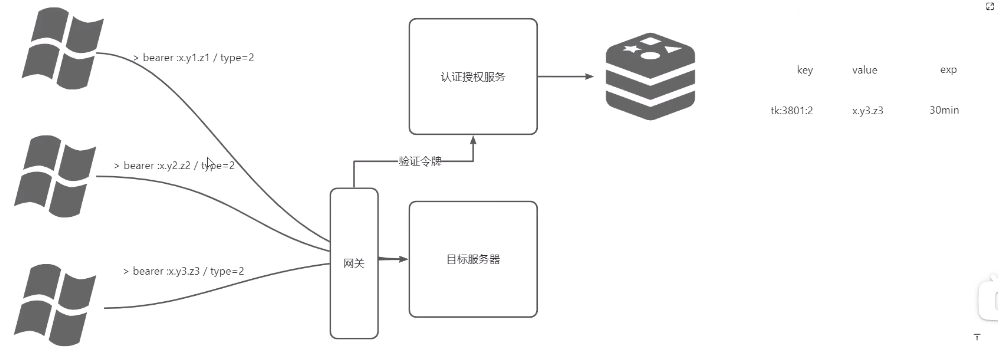 > bearer :x.y1.z1 / type=2
认证授权服务
key value exp
tk:3801:2 x.y3.z3 30min
> bearer :x.y2.z2 / type=2
验证令牌
> bearer :x.y3.z3 / type=2
网关
目标服务器